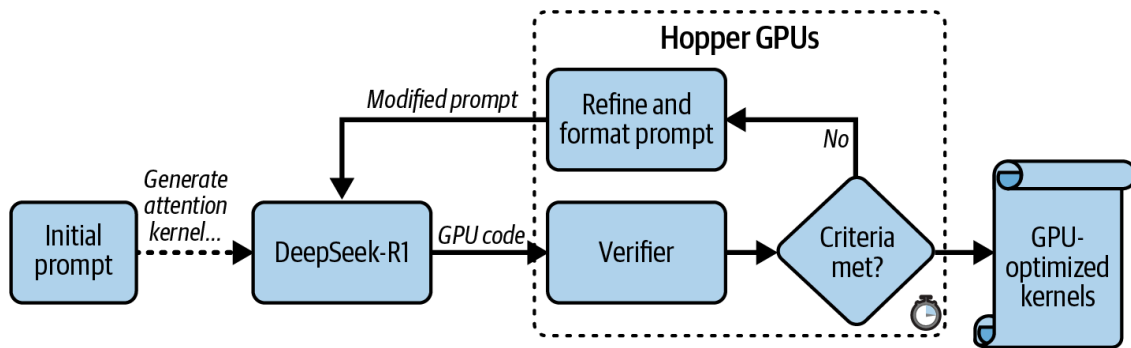 Hopper GPUs
Modified prompt
Refine and
format prompt
No
Generate
attention
kernel...
Initial
prompt
DeepSeek-R1
GPU code
Verifier
Criteria
met?
GPU-
optimized
kernels